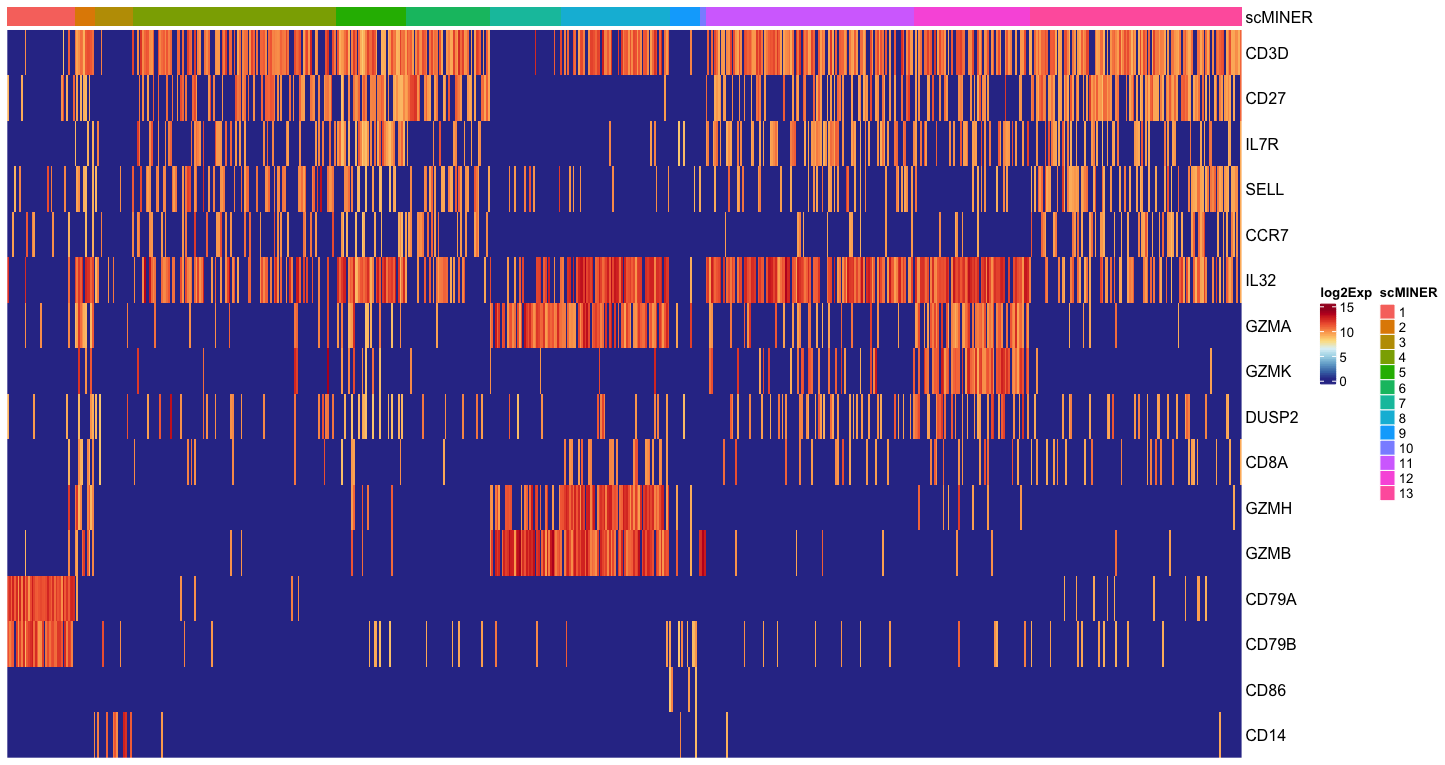 scMINER
CD3D
CD27
IL7R
SELL
CCR7
IL32
GZMA
GZMK
DUSP2
CD8A
GZMH
GZMB
CD79A
CD79B
CD86
CD14
log2Exp
15
10
5
0
scMINER
1
2
3
4
5
6
7
8
9
10
11
12
13